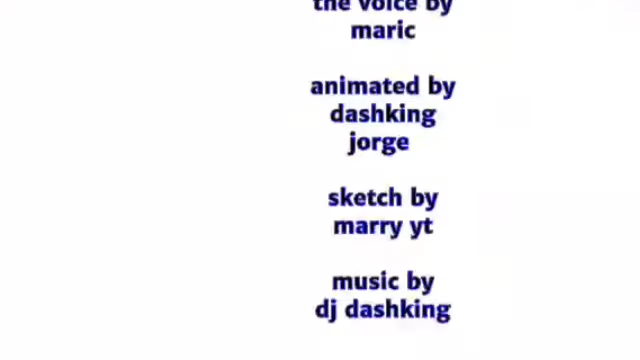 the voice by
maric
animated by
dashking
jorge
sketch by
marry yt
music by
dj dashking